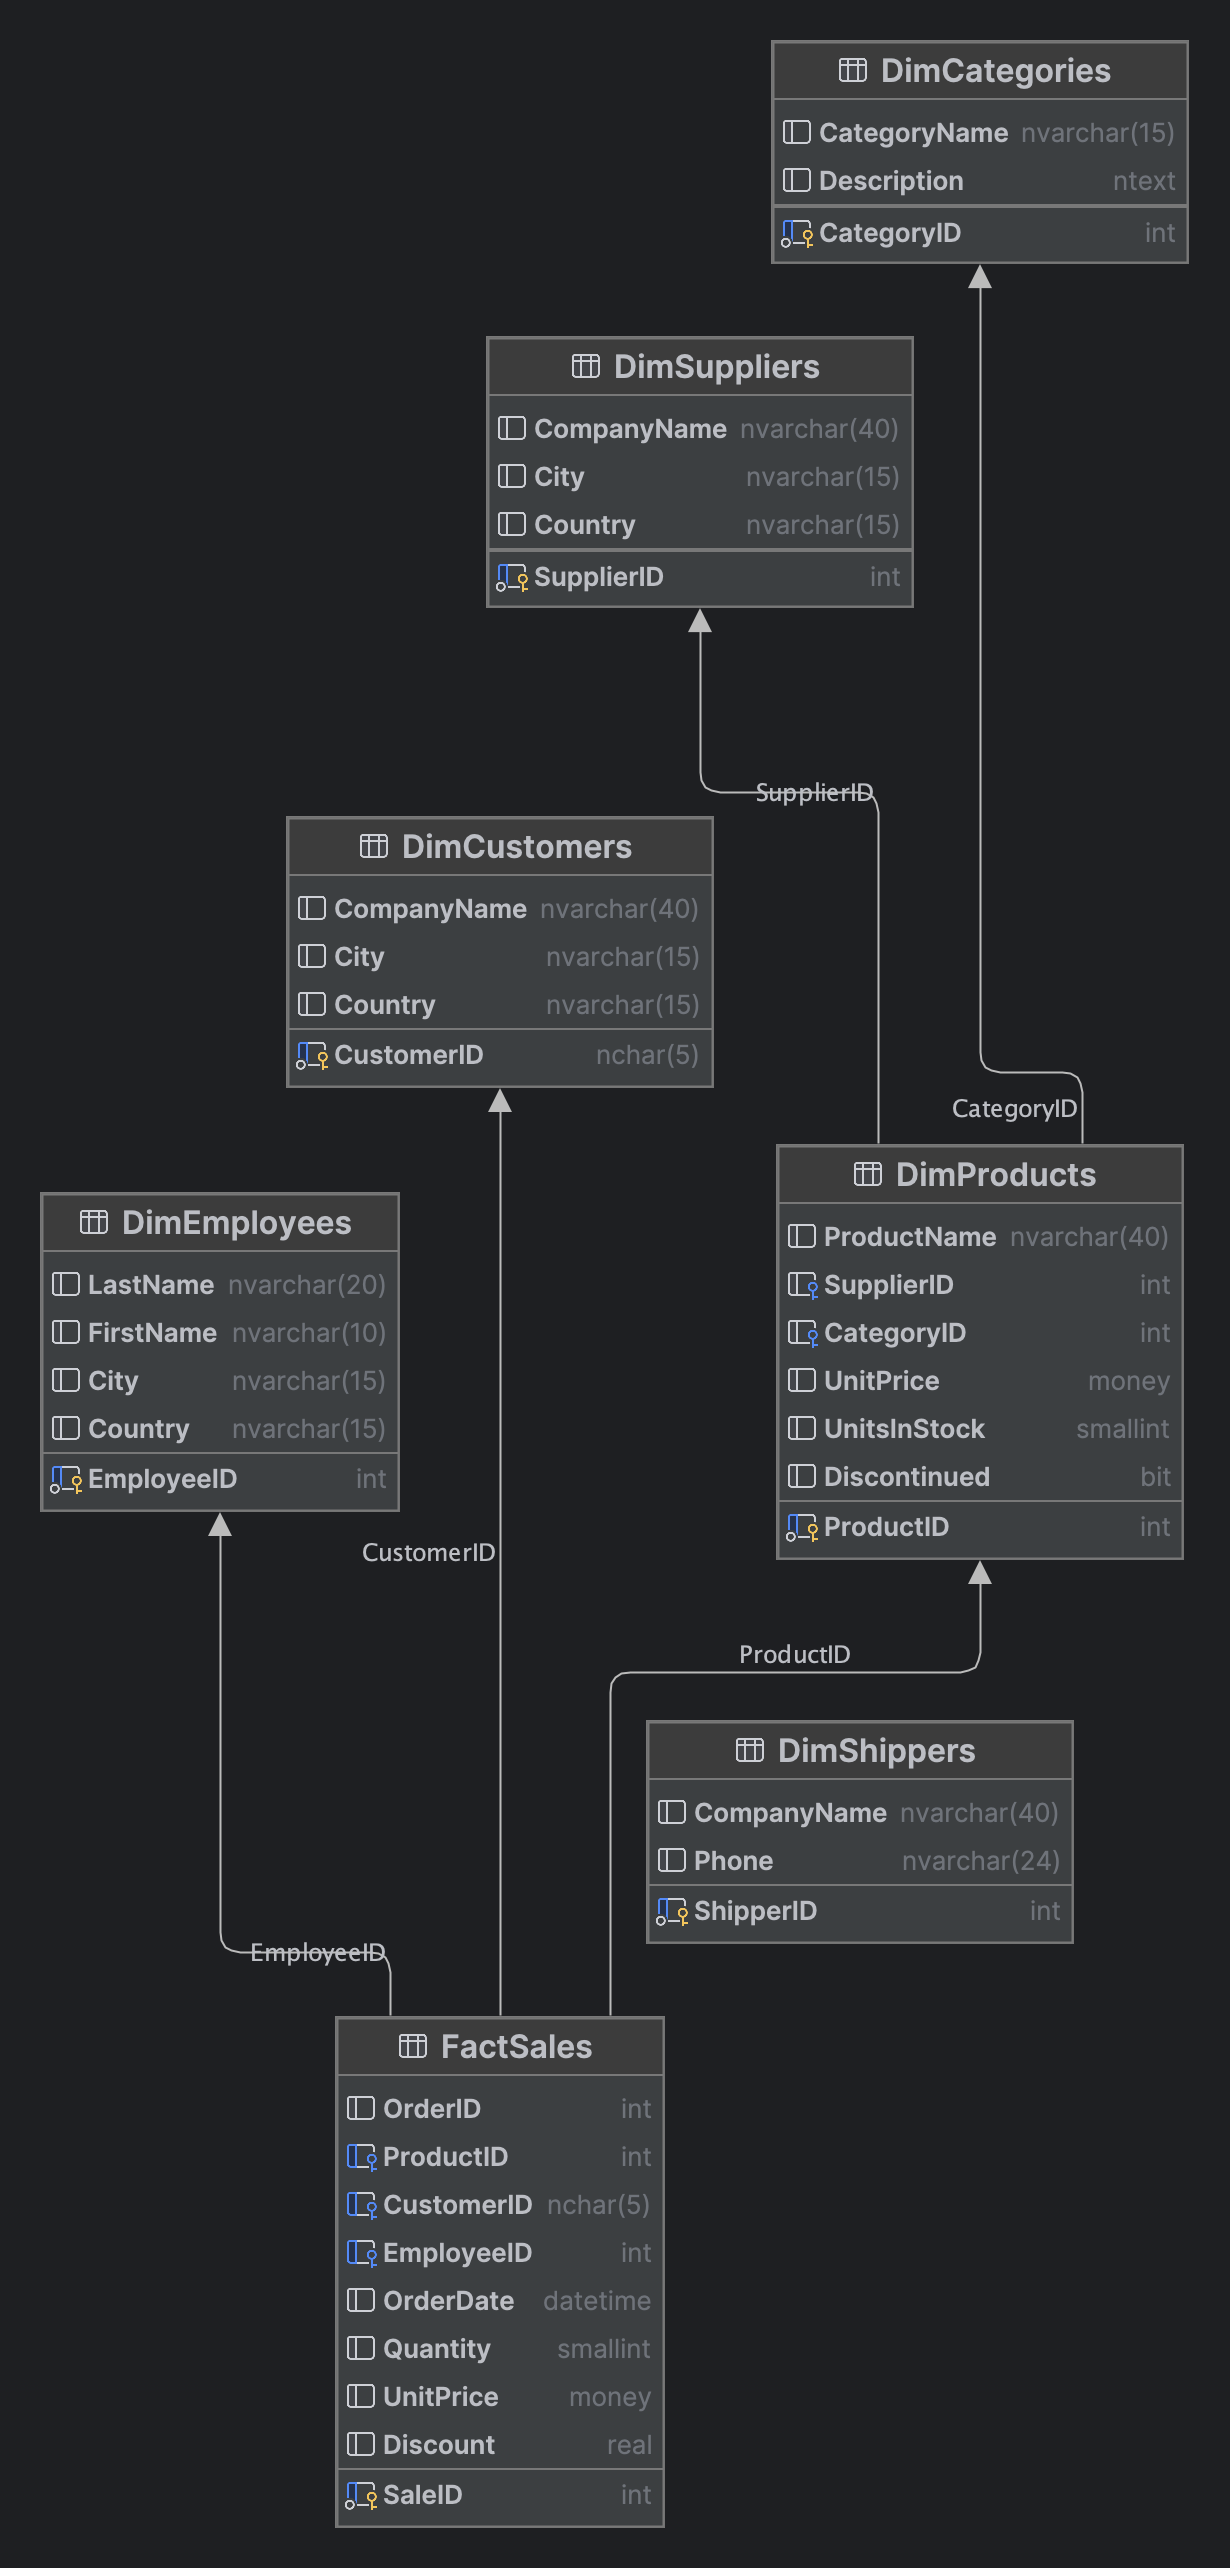 DimCategories
CategoryName nvarchar(15)
Description ntext
CategoryID int
DimSuppliers
CompanyName nvarchar(40)
City nvarchar(15)
Country nvarchar(15)
SupplierID int
SupplierID
DimCustomers
CompanyName nvarchar(40)
City nvarchar(15)
Country nvarchar(15)
CustomerID nchar(5)
CategoryID
DimProducts
ProductName nvarchar(40)
SupplierID int
CategoryID int
UnitPrice money
UnitsInStock smallint
Discontinued bit
ProductID int
DimEmployees
LastName nvarchar(20)
FirstName nvarchar(10)
City nvarchar(15)
Country nvarchar(15)
EmployeeID int
CustomerID
ProductID
DimShippers
CompanyName nvarchar(40)
Phone nvarchar(24)
ShipperID int
EmployeeID
FactSales
OrderID int
ProductID int
CustomerID nchar(5)
EmployeeID int
OrderDate datetime
Quantity smallint
UnitPrice money
Discount real
SaleID int